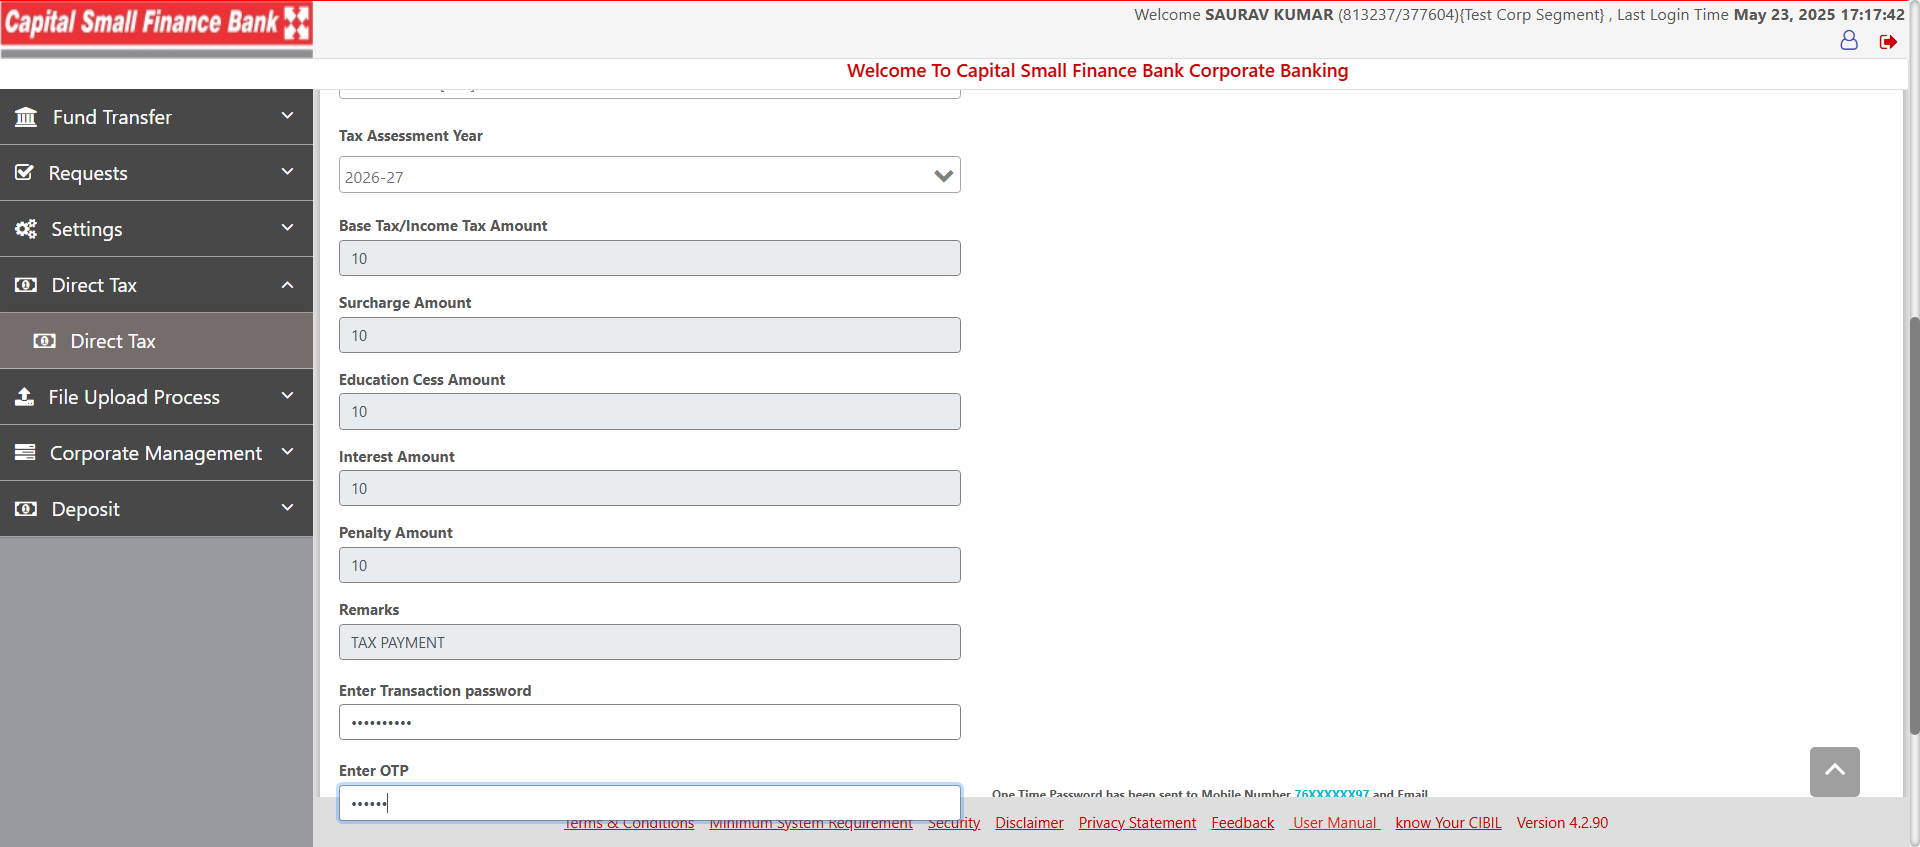 Capital Small Finance Bank
Welcome SAURAV KUMAR (813237/377604){Test Corp Segment} , Last Login Time May 23, 2025 17:17:42
Welcome To Capital Small Finance Bank Corporate Banking
Fund Transfer
Requests
Settings
Direct Tax
Direct Tax
File Upload Process
Corporate Management
Deposit
Tax Assessment Year
2026-27
Base Tax/Income Tax Amount
10
Surcharge Amount
10
Education Cess Amount
10
Interest Amount
10
Penalty Amount
10
Remarks
TAX PAYMENT
Enter Transaction password
••••••••••
Enter OTP
••••••
One Time Password has been sent to Mobile Number 76XXXXXX97 and Email
Terms & Conditions Minimum System Requirement Security Disclaimer Privacy Statement Feedback User Manual know Your CIBIL Version 4.2.90